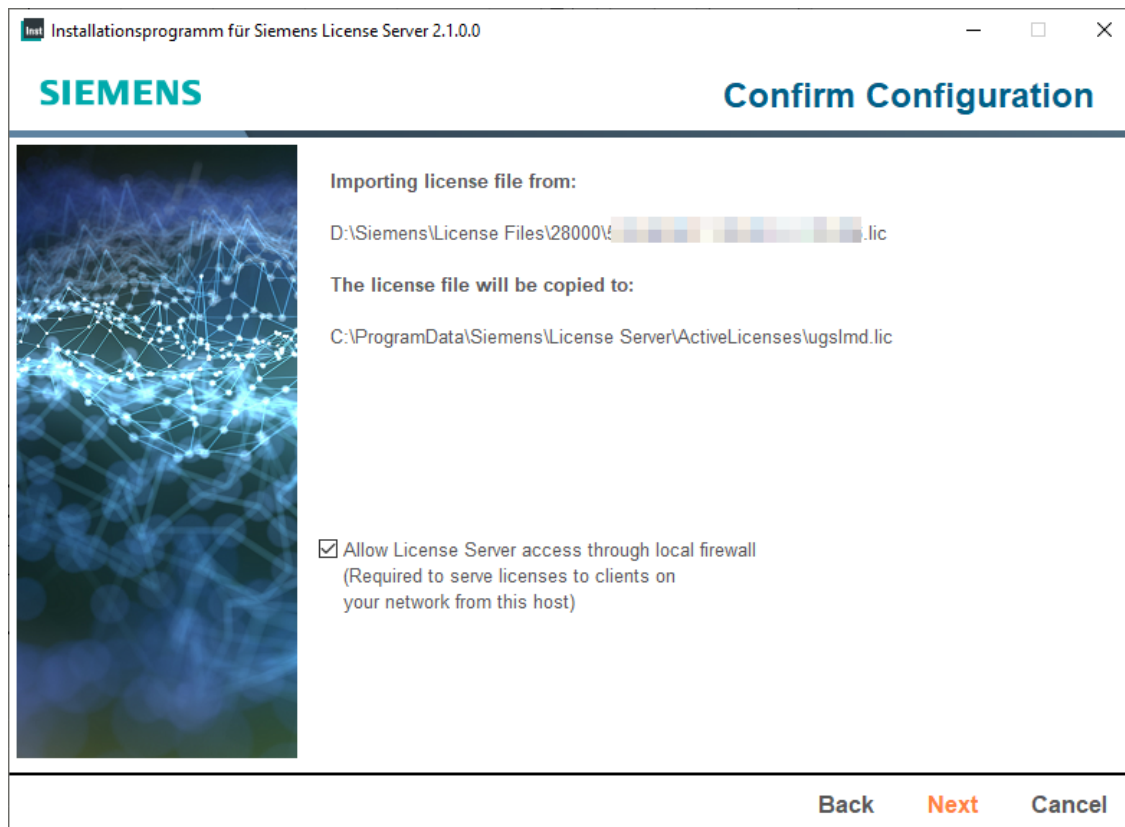 Inst Installationsprogramm für Siemens License Server 2.1.0.0
SIEMENS
Confirm Configuration
Importing license file from:
D:\Siemens\License Files\28000\ .lic
The license file will be copied to:
C:\ProgramData\Siemens\License Server\ActiveLicenses\ugslmd.lic
Allow License Server access through local firewall
(Required to serve licenses to clients on
your network from this host)
Back Next Cancel